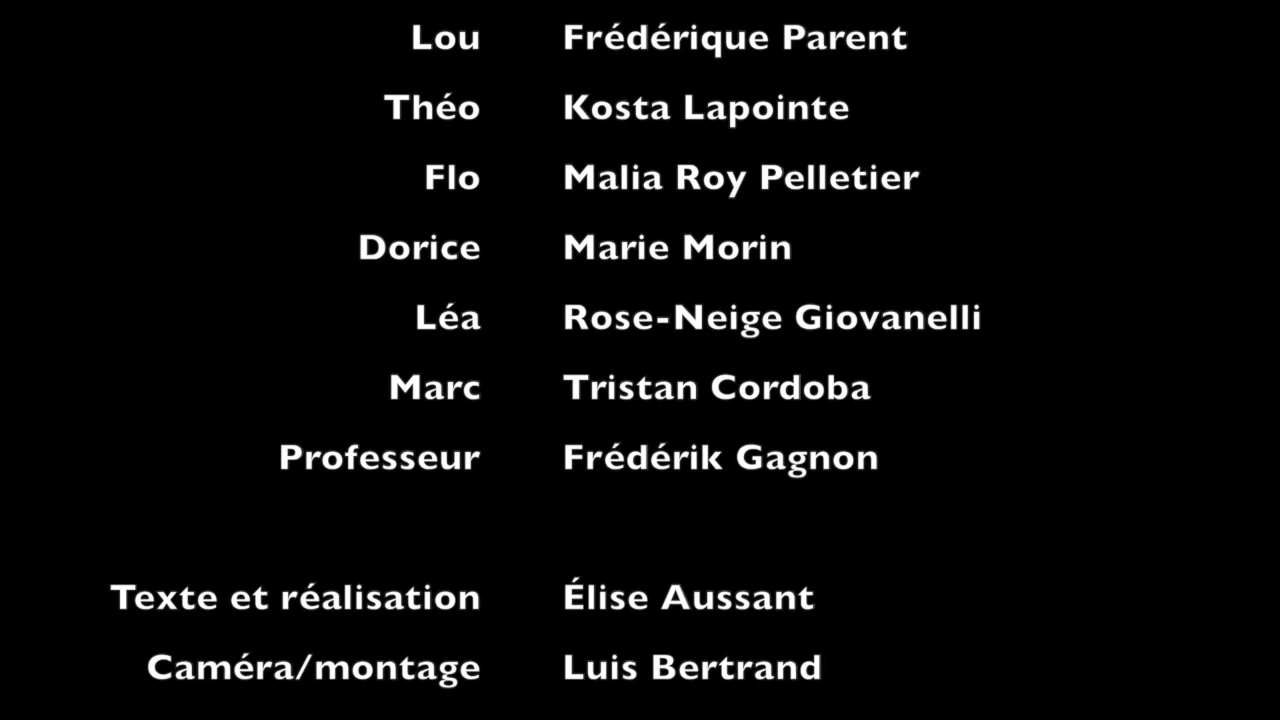 Lou Frédérique Parent
Théo Kosta Lapointe
Flo Malia Roy Pelletier
Dorice Marie Morin
Léa Rose-Neige Giovanelli
Marc Tristan Cordoba
Professeur Frédérik Gagnon
Texte et réalisation Élise Aussant
Caméra/montage Luis Bertrand